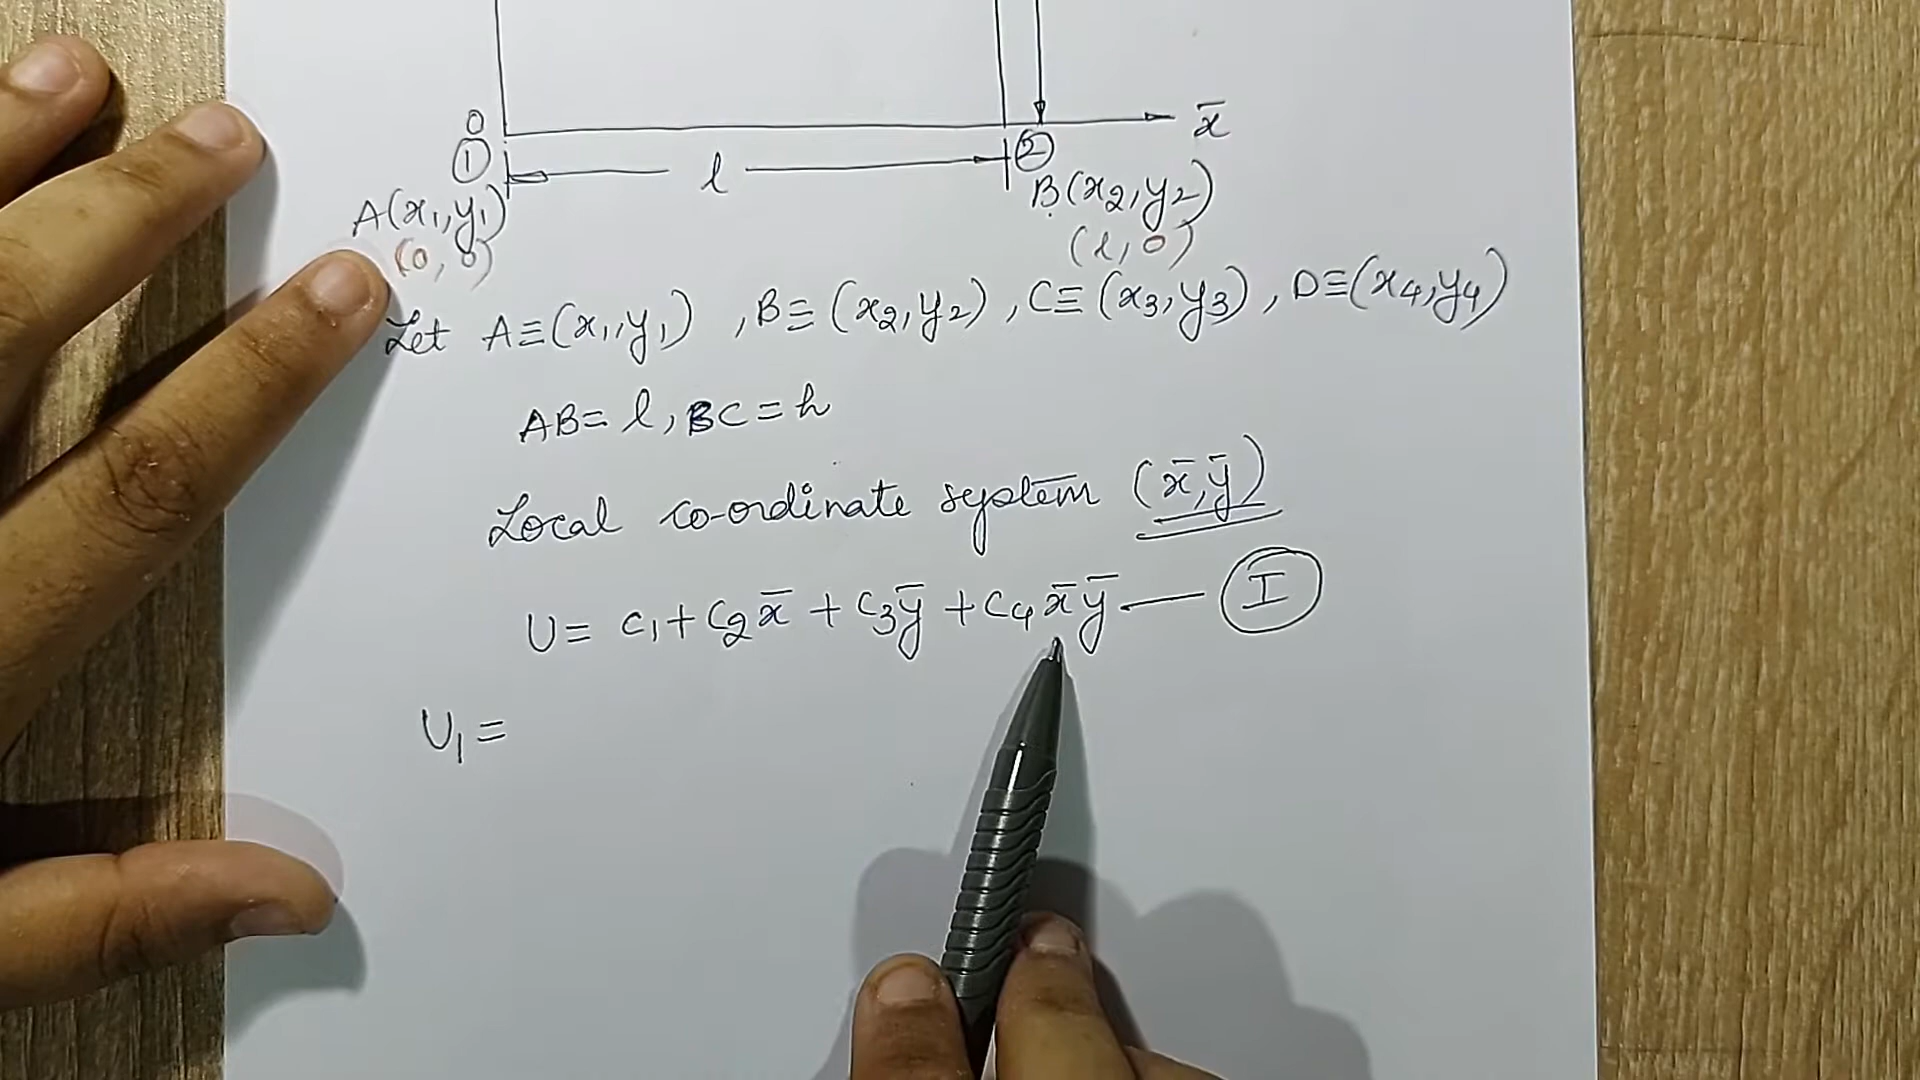 0
x̄
① ②
l
A(x₁,y₁) B(x₂,y₂)
(0,0) (l,0)
Let A≡(x₁,y₁) , B≡(x₂,y₂) , C≡(x₃,y₃) , D≡(x₄,y₄)
AB= l, BC=h
Local co-ordinate system (x̄,ȳ)
U= c₁+c₂x̄ + c₃ȳ + c₄x̄ȳ — Ⓘ
U₁ =